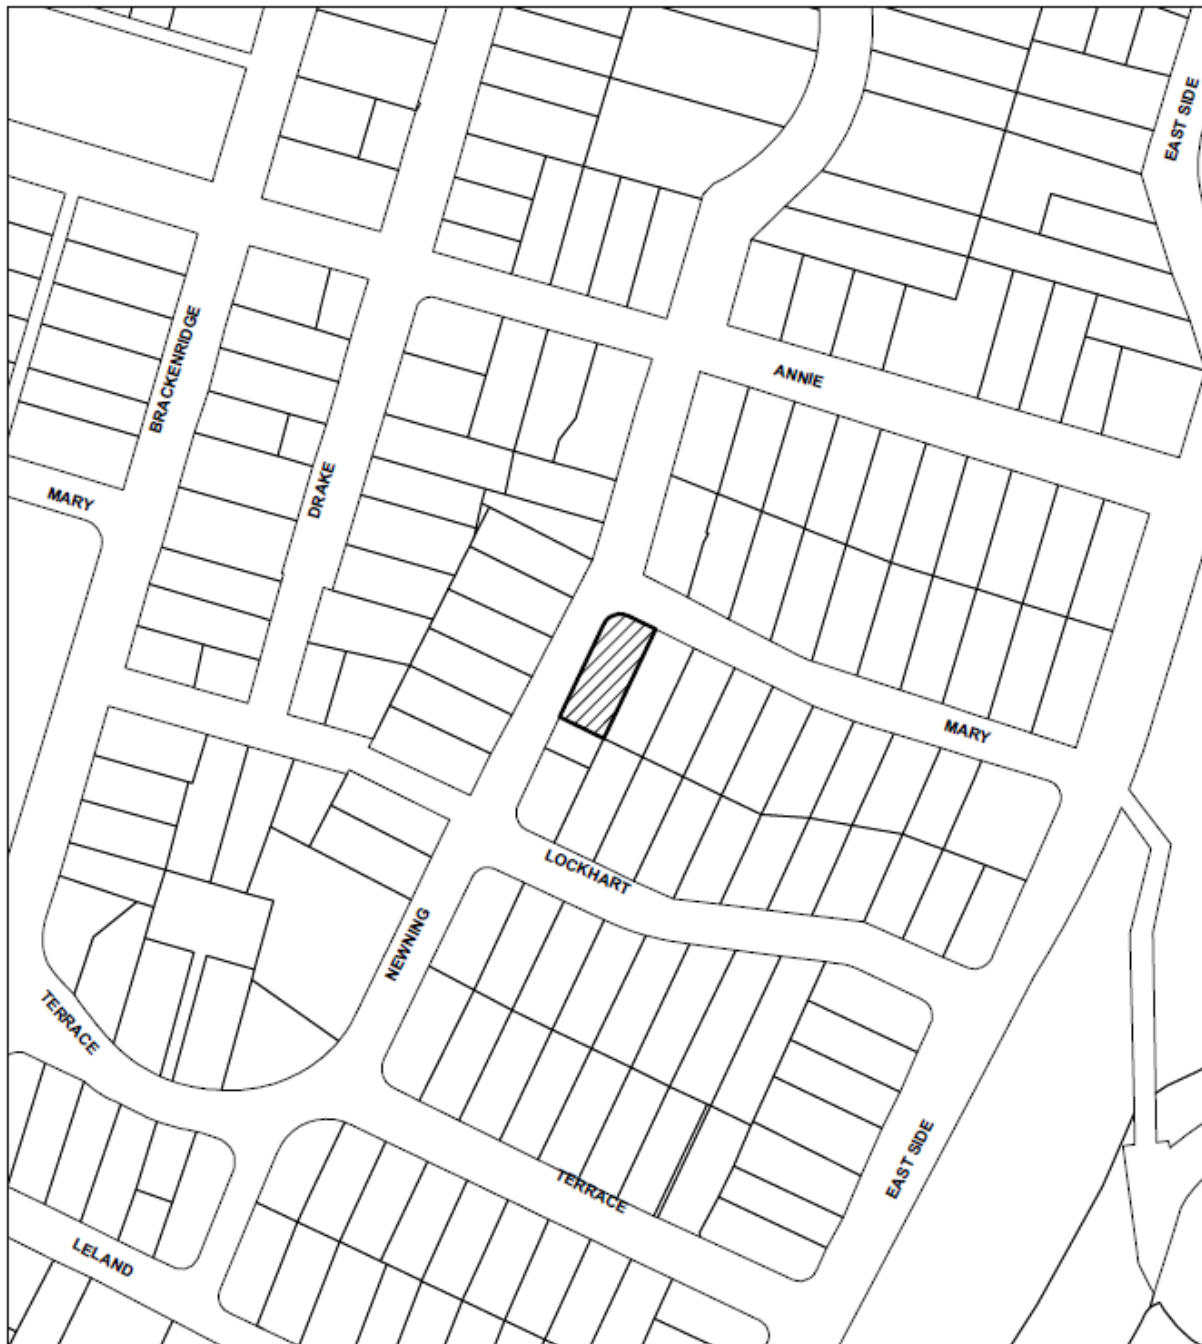 EAST SIDE
ANNIE
BRACKENRIDGE
DRAKE
MARY
MARY
LOCKHART
NEWNING
TERRACE
EAST SIDE
TERRACE
LELAND